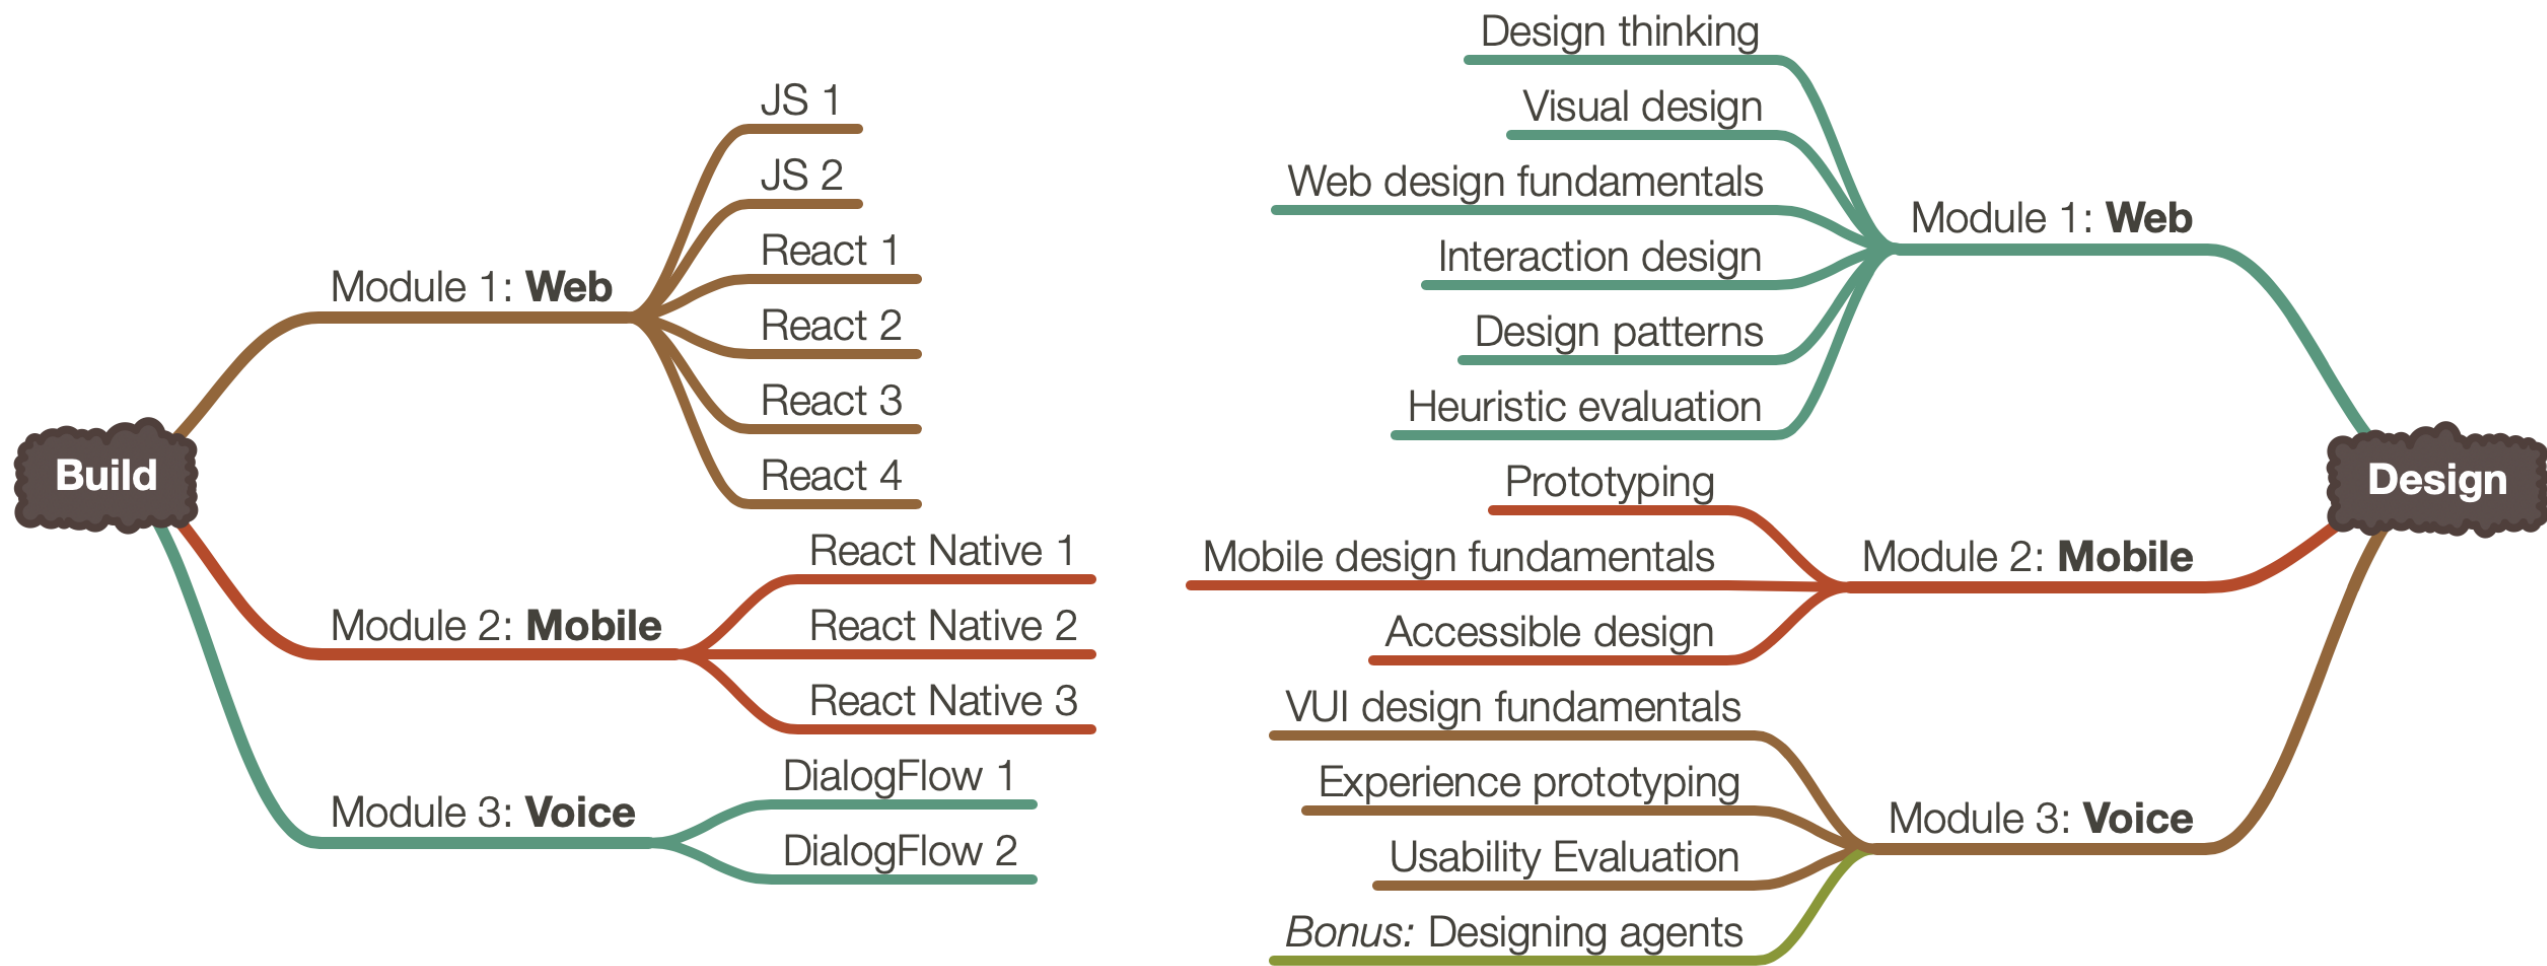 Build
Module 1: Web
JS 1
JS 2
React 1
React 2
React 3
React 4
Module 2: Mobile
React Native 1
React Native 2
React Native 3
Module 3: Voice
DialogFlow 1
DialogFlow 2
Design
Module 1: Web
Design thinking
Visual design
Web design fundamentals
Interaction design
Design patterns
Heuristic evaluation
Module 2: Mobile
Prototyping
Mobile design fundamentals
Accessible design
Module 3: Voice
VUI design fundamentals
Experience prototyping
Usability Evaluation
Bonus: Designing agents